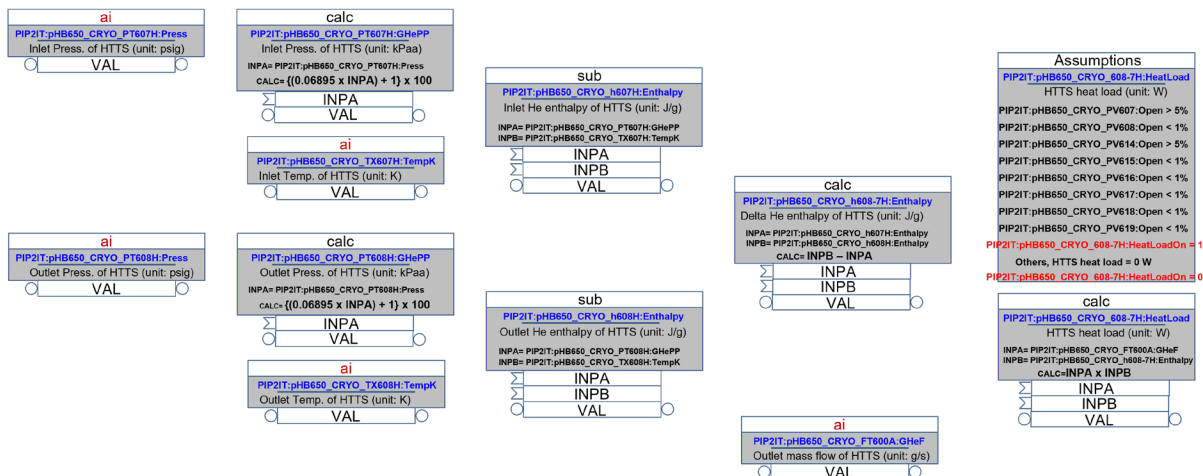 ai
PIP2IT:pHB650_CRYO_PT607H:Press
Inlet Press. of HTTS (unit: psig)
VAL
calc
PIP2IT:pHB650_CRYO_PT607H:GHePP
Inlet Press. of HTTS (unit: kPaa)
INPA= PIP2IT:pHB650_CRYO_PT607H:Press
CALC= {(0.06895 x INPA) + 1} x 100
INPA
VAL
ai
PIP2IT:pHB650_CRYO_TX607H:TempK
Inlet Temp. of HTTS (unit: K)
VAL
sub
PIP2IT:pHB650_CRYO_h607H:Enthalpy
Inlet He enthalpy of HTTS (unit: J/g)
INPA= PIP2IT:pHB650_CRYO_PT607H:GHePP
INPB= PIP2IT:pHB650_CRYO_TX607H:TempK
INPA
INPB
VAL
ai
PIP2IT:pHB650_CRYO_PT608H:Press
Outlet Press. of HTTS (unit: psig)
VAL
calc
PIP2IT:pHB650_CRYO_PT608H:GHePP
Outlet Press. of HTTS (unit: kPaa)
INPA= PIP2IT:pHB650_CRYO_PT608H:Press
CALC= {(0.06895 x INPA) + 1} x 100
INPA
VAL
ai
PIP2IT:pHB650_CRYO_TX608H:TempK
Outlet Temp. of HTTS (unit: K)
VAL
sub
PIP2IT:pHB650_CRYO_h608H:Enthalpy
Outlet He enthalpy of HTTS (unit: J/g)
INPA= PIP2IT:pHB650_CRYO_PT608H:GHePP
INPB= PIP2IT:pHB650_CRYO_TX608H:TempK
INPA
INPB
VAL
calc
PIP2IT:pHB650_CRYO_h608-7H:Enthalpy
Delta He enthalpy of HTTS (unit: J/g)
INPA= PIP2IT:pHB650_CRYO_h607H:Enthalpy
INPB= PIP2IT:pHB650_CRYO_h608H:Enthalpy
CALC= INPB – INPA
INPA
INPB
VAL
ai
PIP2IT:pHB650_CRYO_FT600A:GHeF
Outlet mass flow of HTTS (unit: g/s)
VAL
Assumptions
PIP2IT:pHB650_CRYO_608-7H:HeatLoad
HTTS heat load (unit: W)
PIP2IT:pHB650_CRYO_PV607:Open > 5%
PIP2IT:pHB650_CRYO_PV608:Open < 1%
PIP2IT:pHB650_CRYO_PV614:Open > 5%
PIP2IT:pHB650_CRYO_PV615:Open < 1%
PIP2IT:pHB650_CRYO_PV616:Open < 1%
PIP2IT:pHB650_CRYO_PV617:Open < 1%
PIP2IT:pHB650_CRYO_PV618:Open < 1%
PIP2IT:pHB650_CRYO_PV619:Open < 1%
PIP2IT:pHB650_CRYO_608-7H:HeatLoadOn = 1
Others, HTTS heat load = 0 W
PIP2IT:pHB650_CRYO_608-7H:HeatLoadOn = 0
calc
PIP2IT:pHB650_CRYO_608-7H:HeatLoad
HTTS heat load (unit: W)
INPA= PIP2IT:pHB650_CRYO_FT600A:GHeF
INPB= PIP2IT:pHB650_CRYO_h608-7H:Enthalpy
CALC=INPA x INPB
INPA
INPB
VAL